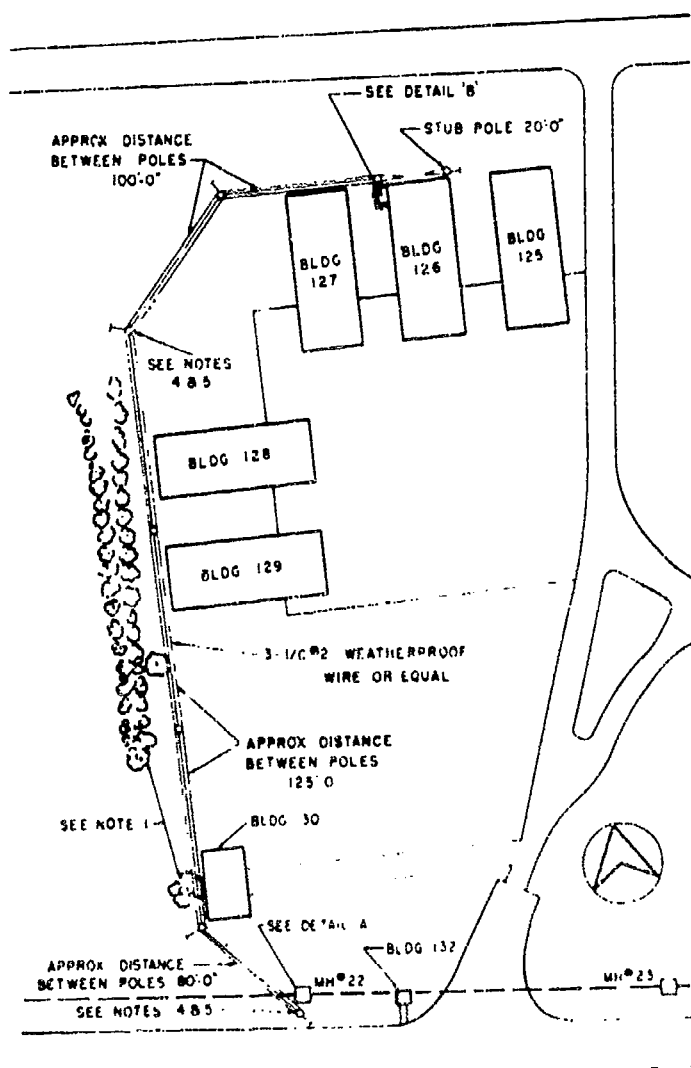 SEE DETAIL 'B'
STUB POLE 20'-0"
APPROX DISTANCE
BETWEEN POLES
100'-0"
BLDG
127
BLDG
126
BLDG
125
SEE NOTES
4 & 5
BLDG 128
BLDG 129
3-1/C #2 WEATHERPROOF
WIRE OR EQUAL
APPROX DISTANCE
BETWEEN POLES
125'0
SEE NOTE 1
BLDG 30
SEE DETAIL A
BLDG 132
APPROX DISTANCE
BETWEEN POLES 80'-0"
MH#22
MH#23
SEE NOTES 4&5